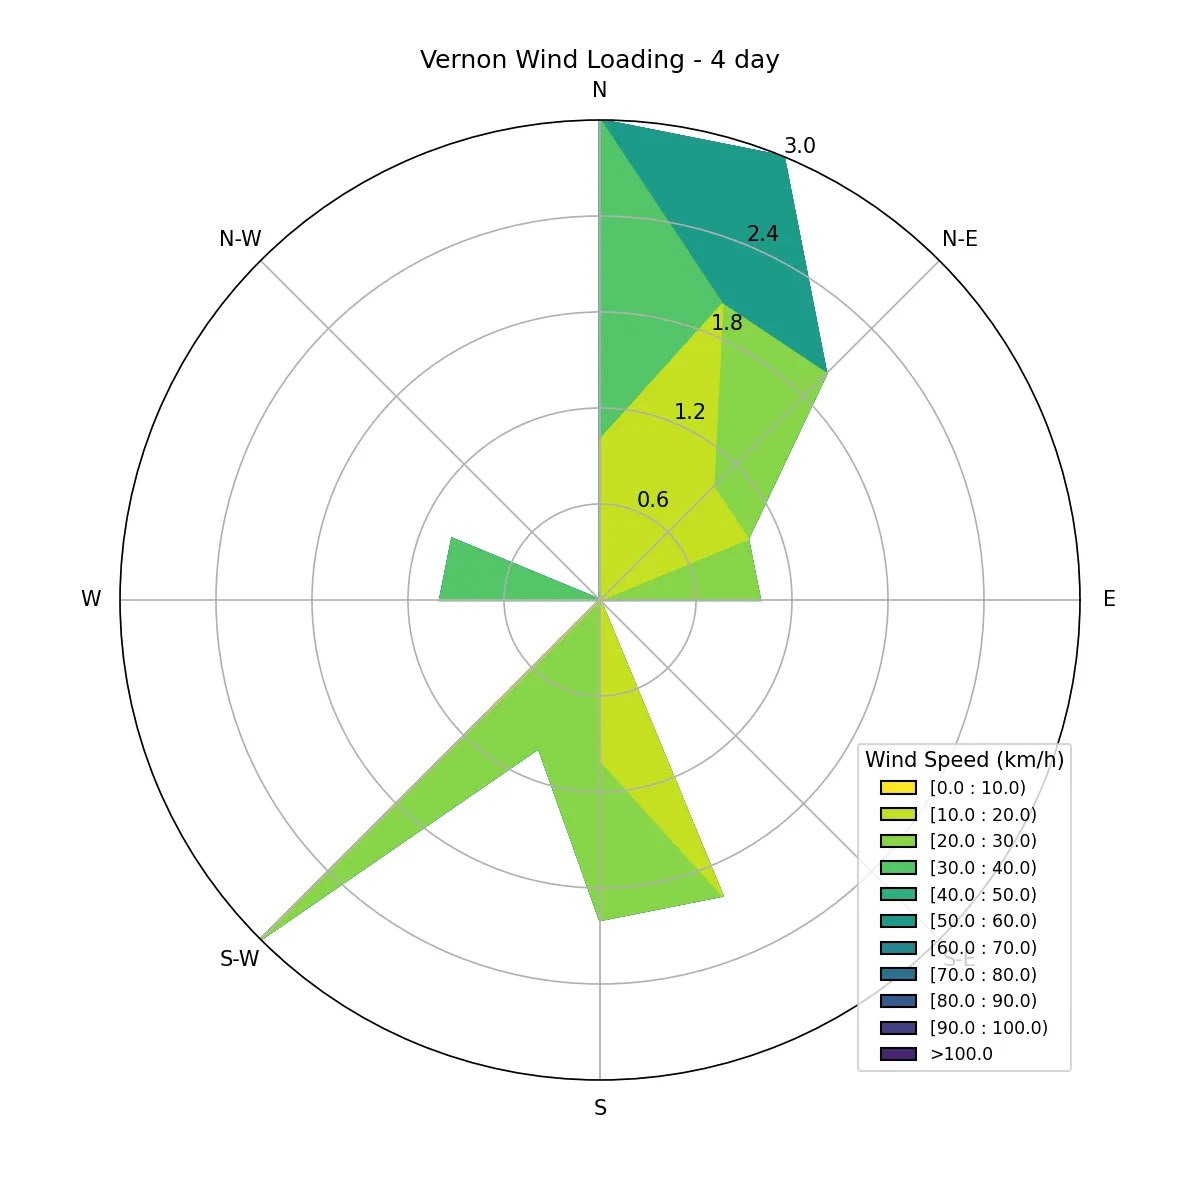 Vernon Wind Loading - 4 day
N
3.0
N-W
2.4
N-E
1.8
1.2
0.6
W
E
Wind Speed (km/h)
[0.0 : 10.0)
[10.0 : 20.0)
[20.0 : 30.0)
[30.0 : 40.0)
[40.0 : 50.0)
[50.0 : 60.0)
[60.0 : 70.0)
[70.0 : 80.0)
[80.0 : 90.0)
[90.0 : 100.0)
>100.0
S-W
S-E
S